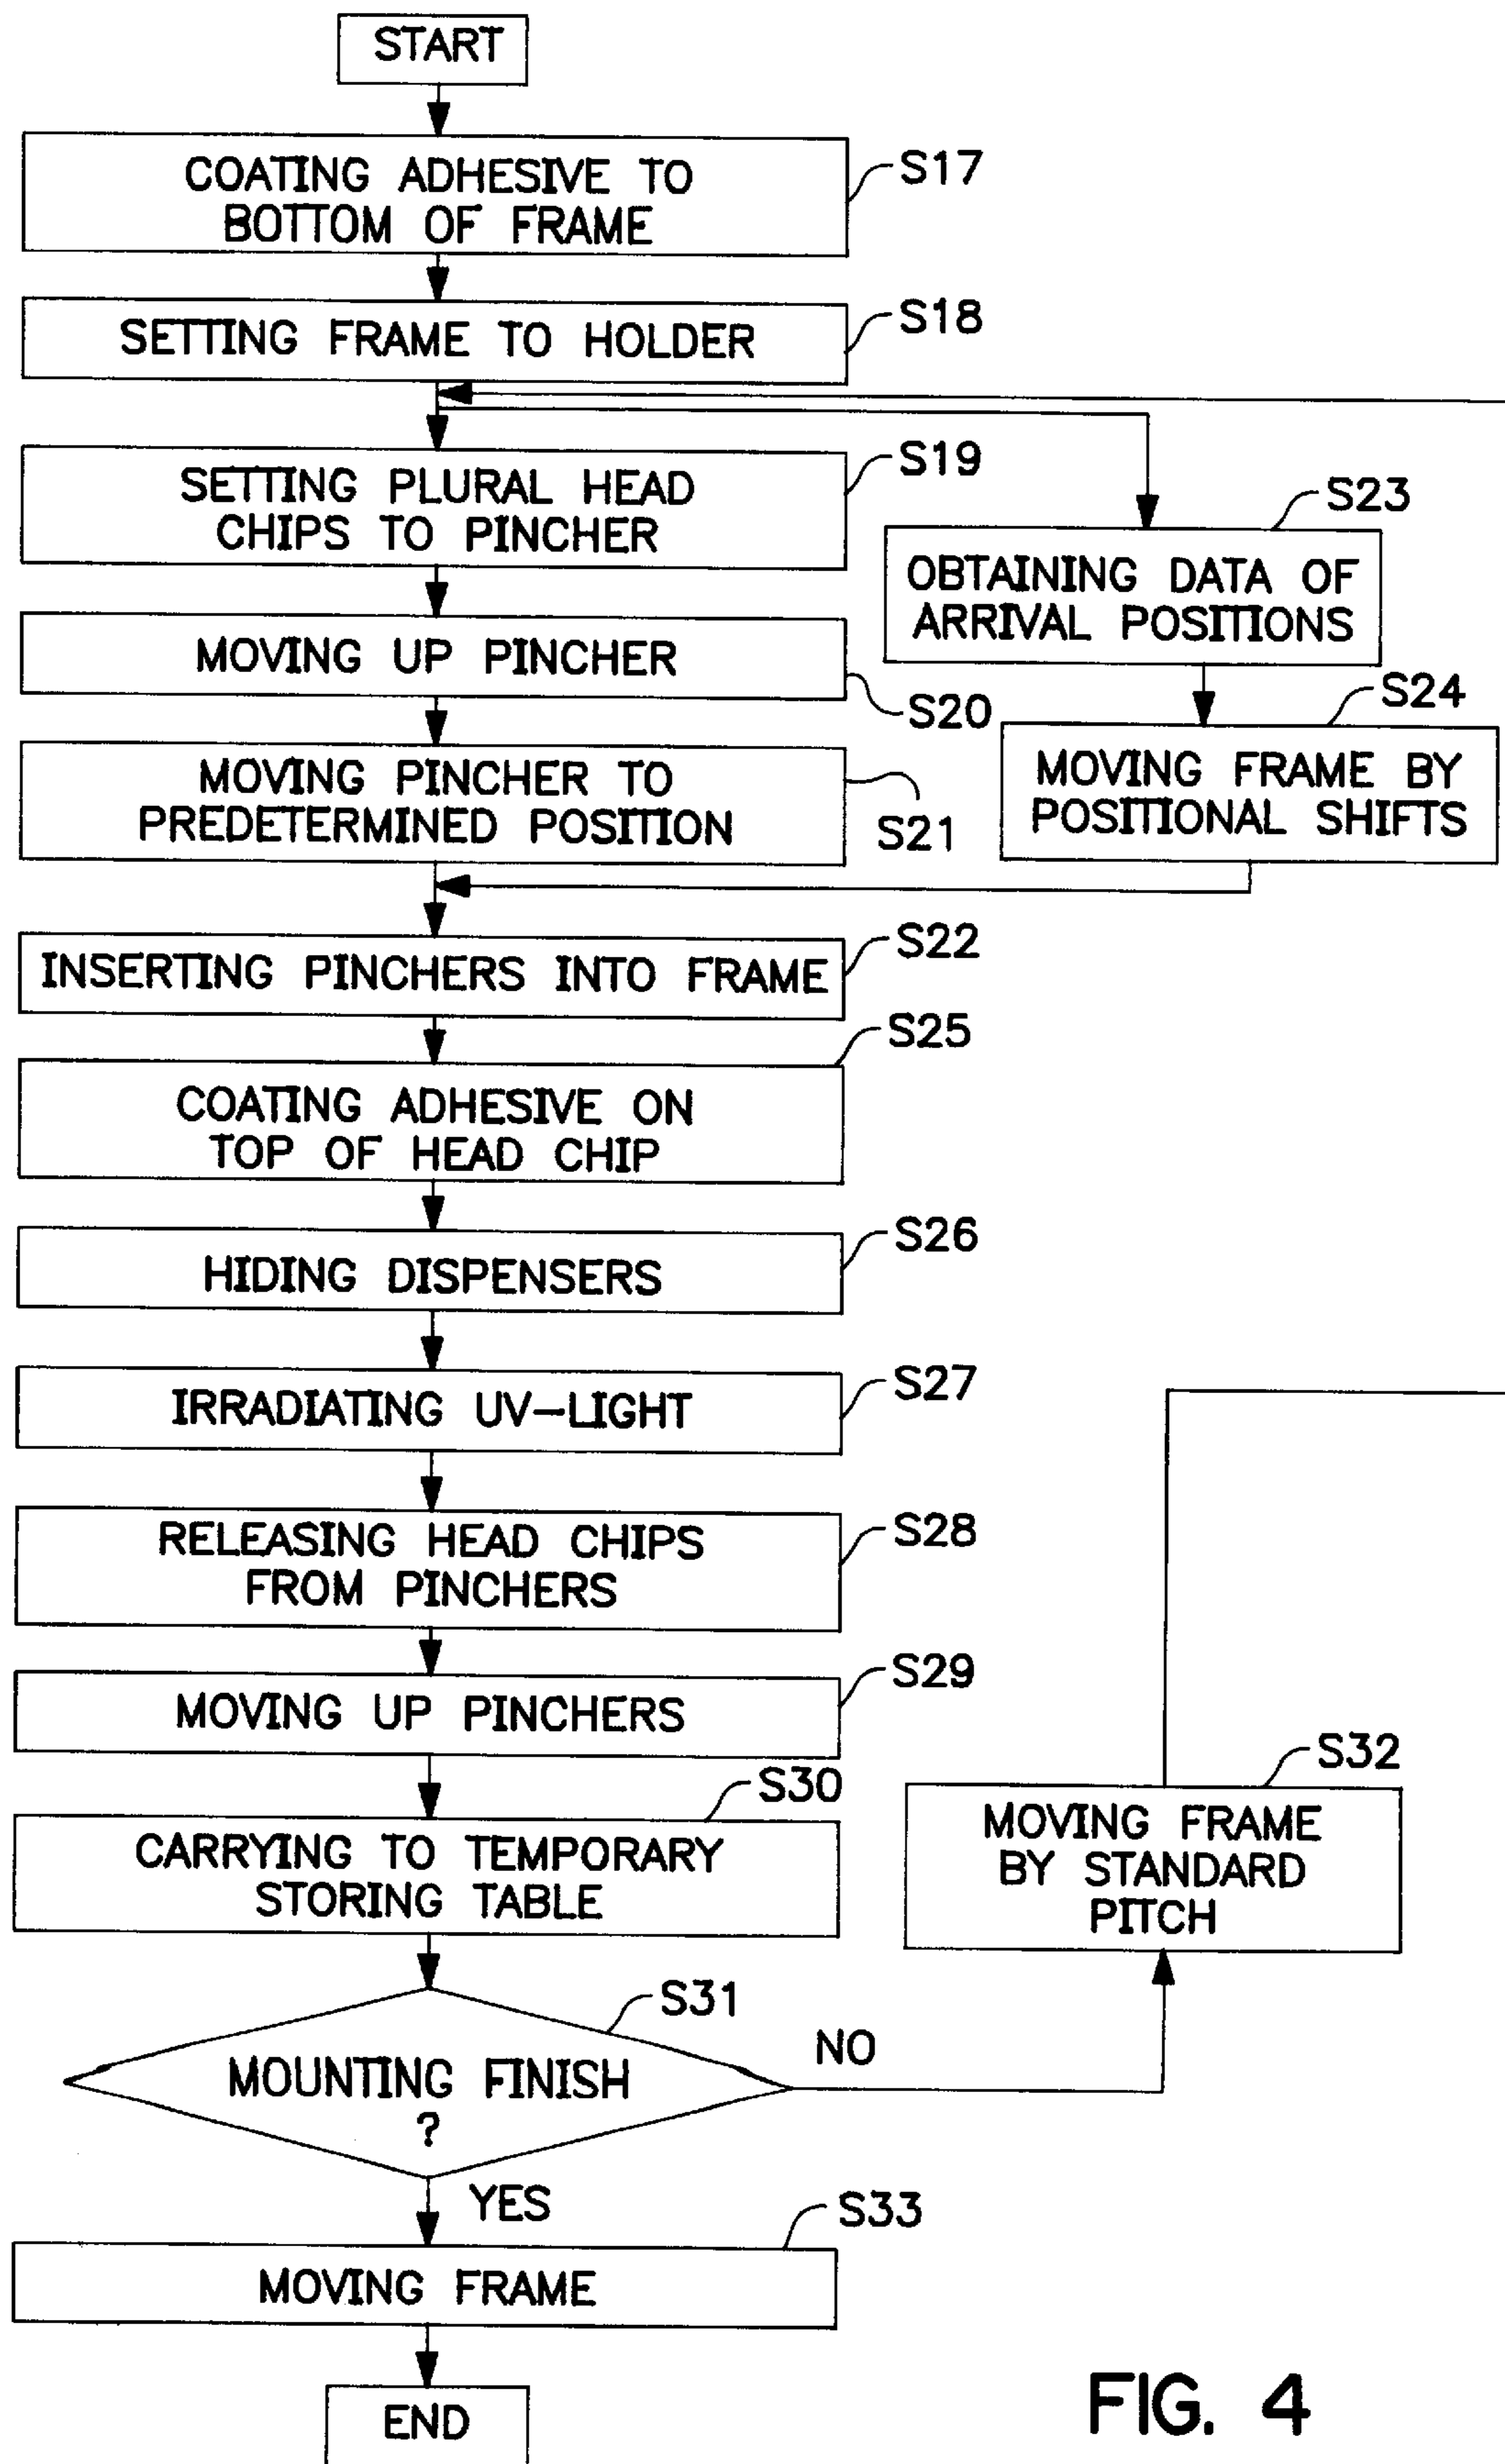 START
COATING ADHESIVE TO
BOTTOM OF FRAME
S17
SETTING FRAME TO HOLDER
S18
SETTING PLURAL HEAD
CHIPS TO PINCHER
S19
MOVING UP PINCHER
S20
MOVING PINCHER TO
PREDETERMINED POSITION
S21
S23
OBTAINING DATA OF
ARRIVAL POSITIONS
S24
MOVING FRAME BY
POSITIONAL SHIFTS
INSERTING PINCHERS INTO FRAME
S22
S25
COATING ADHESIVE ON
TOP OF HEAD CHIP
HIDING DISPENSERS
S26
IRRADIATING UV-LIGHT
S27
RELEASING HEAD CHIPS
FROM PINCHERS
S28
MOVING UP PINCHERS
S29
S30
CARRYING TO TEMPORARY
STORING TABLE
S31
MOUNTING FINISH
?
NO
S32
MOVING FRAME
BY STANDARD
PITCH
YES
S33
MOVING FRAME
END
FIG. 4